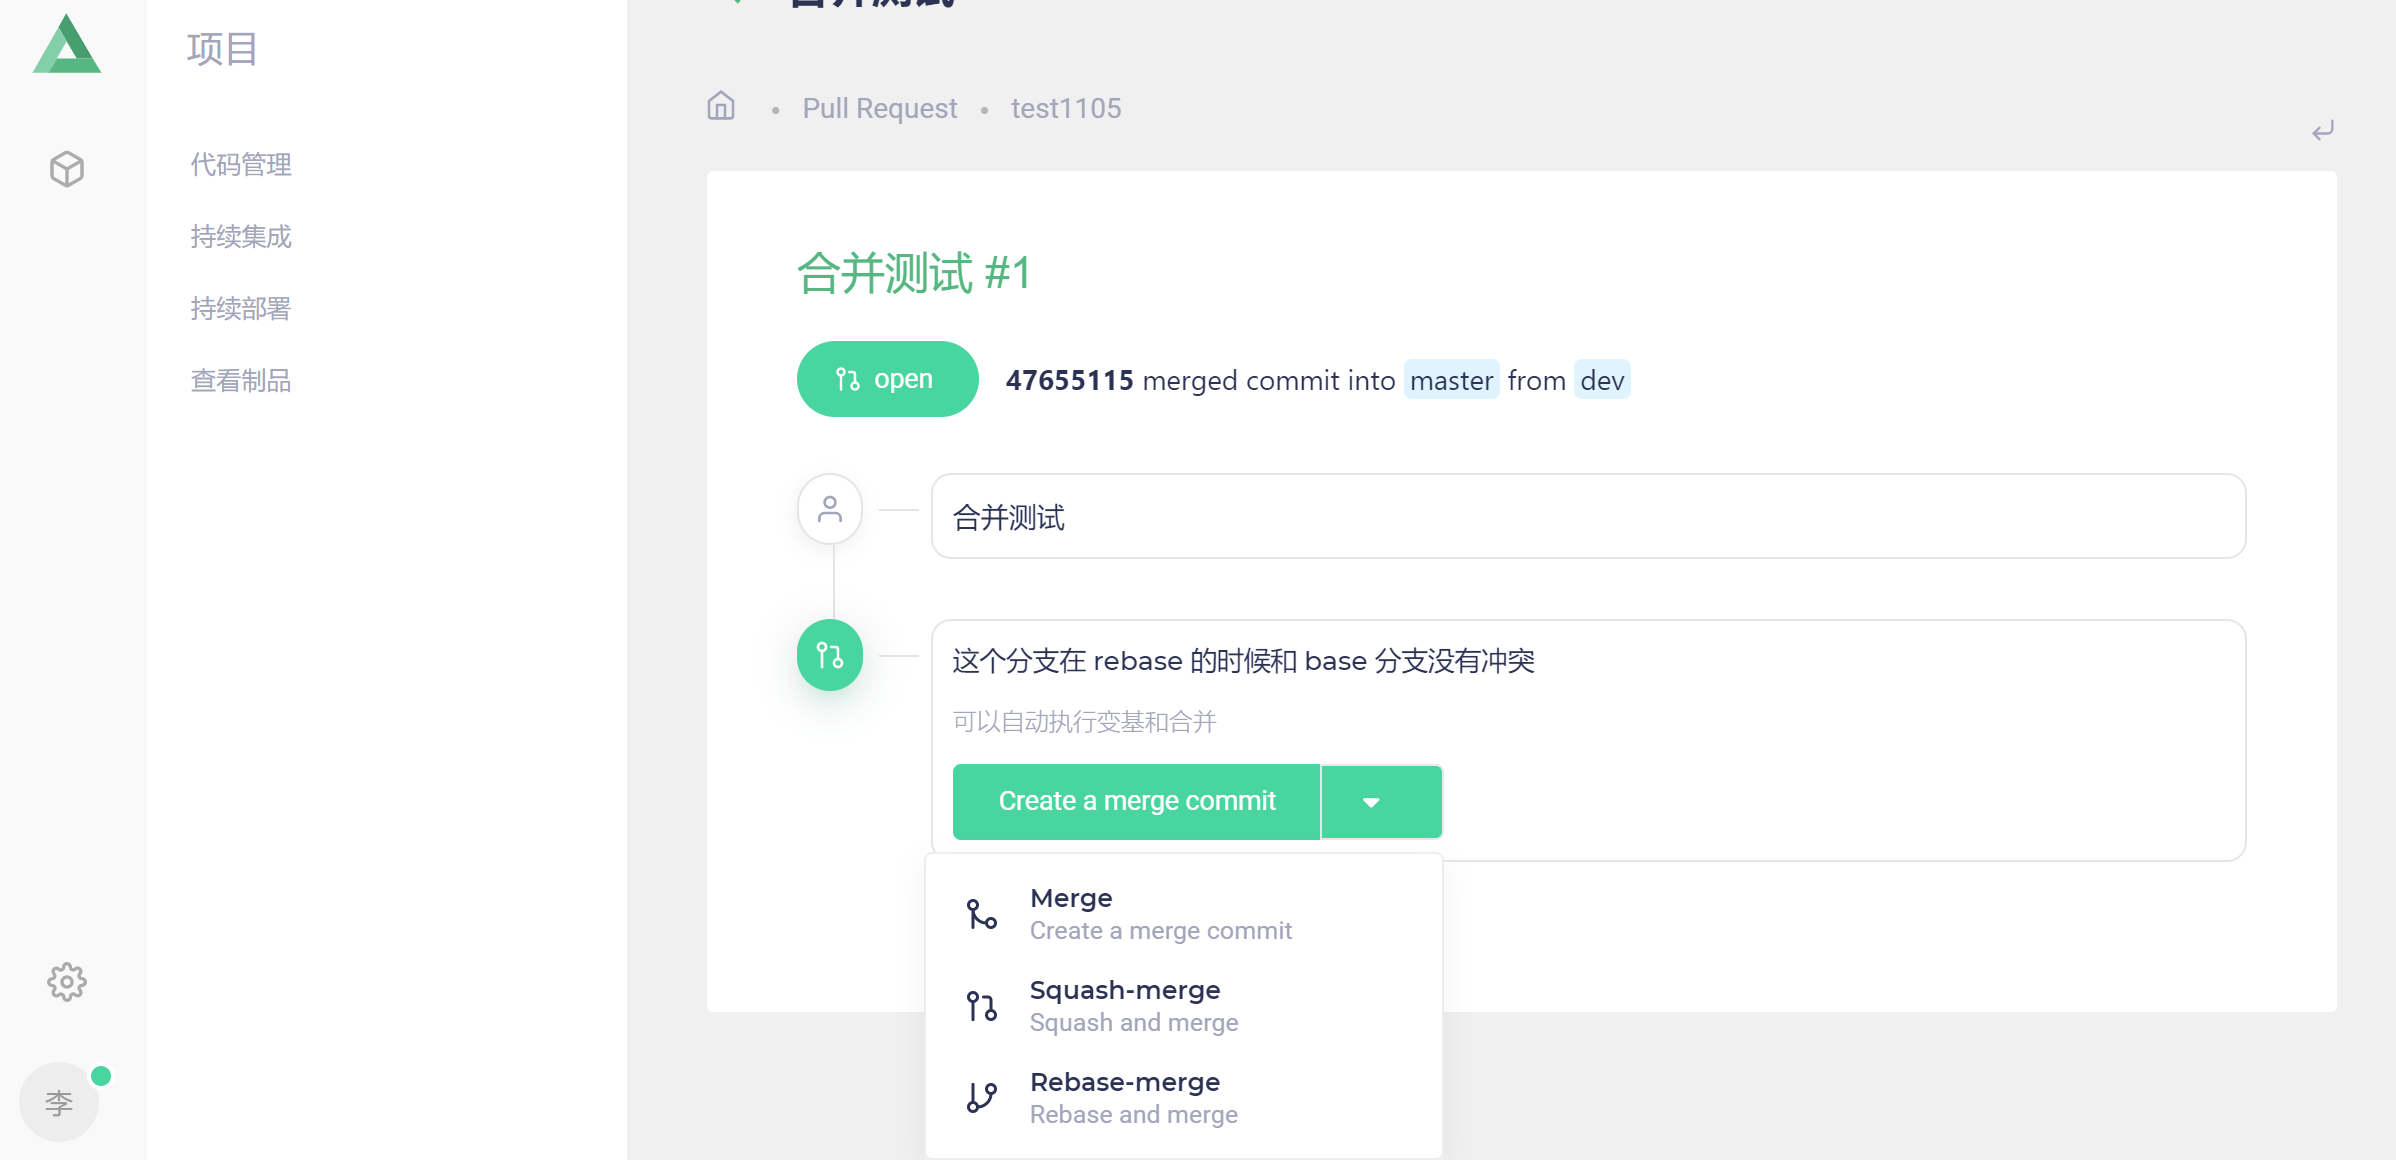 合并测试
项目
Pull Request • test1105
代码管理
持续集成
持续部署
查看制品
合并测试 #1
open
47655115 merged commit into master from dev
合并测试
这个分支在 rebase 的时候和 base 分支没有冲突
可以自动执行变基和合并
Create a merge commit
Merge
Create a merge commit
Squash-merge
Squash and merge
Rebase-merge
Rebase and merge
李